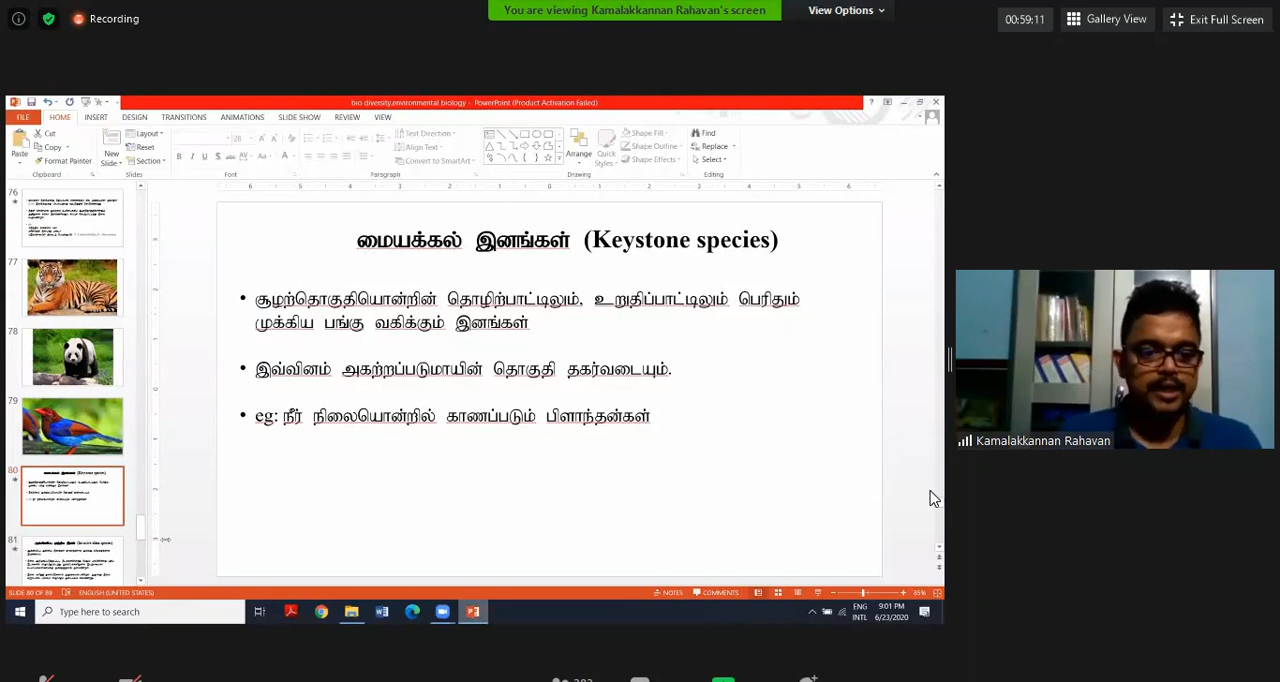 Recording
You are viewing Kamalakkannan Rahavan's screen
View Options
00:59:11
Gallery View
Exit Full Screen
bio diversity,environmental biology - PowerPoint (Product Activation Failed)
FILE HOME INSERT DESIGN TRANSITIONS ANIMATIONS SLIDE SHOW REVIEW VIEW
Paste
Cut
Copy
Format Painter
Clipboard
New Slide
Layout
Reset
Section
Slides
28
Font
Text Direction
Align Text
Convert to SmartArt
Paragraph
Arrange
Quick Styles
Shape Fill
Shape Outline
Shape Effects
Drawing
Find
Replace
Select
Editing
76
77
78
79
80
81
மையக்கல் இனங்கள் (Keystone species)
• சூழற்தொகுதியொன்றின் தொழிற்பாட்டிலும், உறுதிப்பாட்டிலும் பெரிதும்
முக்கிய பங்கு வகிக்கும் இனங்கள்
• இவ்வினம் அகற்றப்படுமாயின் தொகுதி தகர்வடையும்.
• eg: நீர் நிலையொன்றில் காணப்படும் பிளாந்தன்கள்
Kamalakkannan Rahavan
SLIDE 80 OF 89 ENGLISH (UNITED STATES)
NOTES COMMENTS 85%
Type here to search
ENG
INTL
9:01 PM
6/23/2020